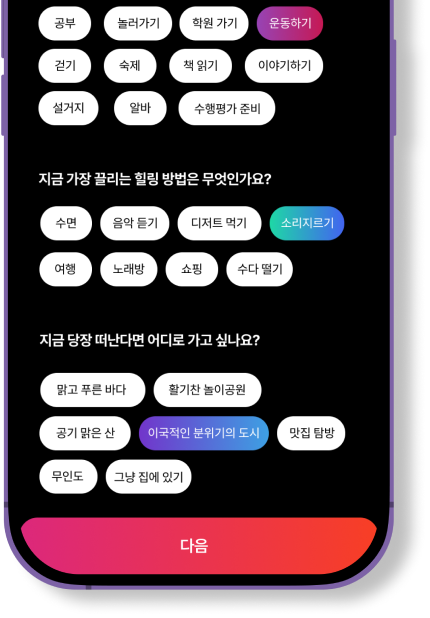 공부 놀러가기 학원 가기 운동하기
걷기 숙제 책 읽기 이야기하기
설거지 알바 수행평가 준비
지금 가장 끌리는 힐링 방법은 무엇인가요?
수면 음악 듣기 디저트 먹기 소리지르기
여행 노래방 쇼핑 수다 떨기
지금 당장 떠난다면 어디로 가고 싶나요?
맑고 푸른 바다 활기찬 놀이공원
공기 맑은 산 이국적인 분위기의 도시 맛집 탐방
무인도 그냥 집에 있기
다음